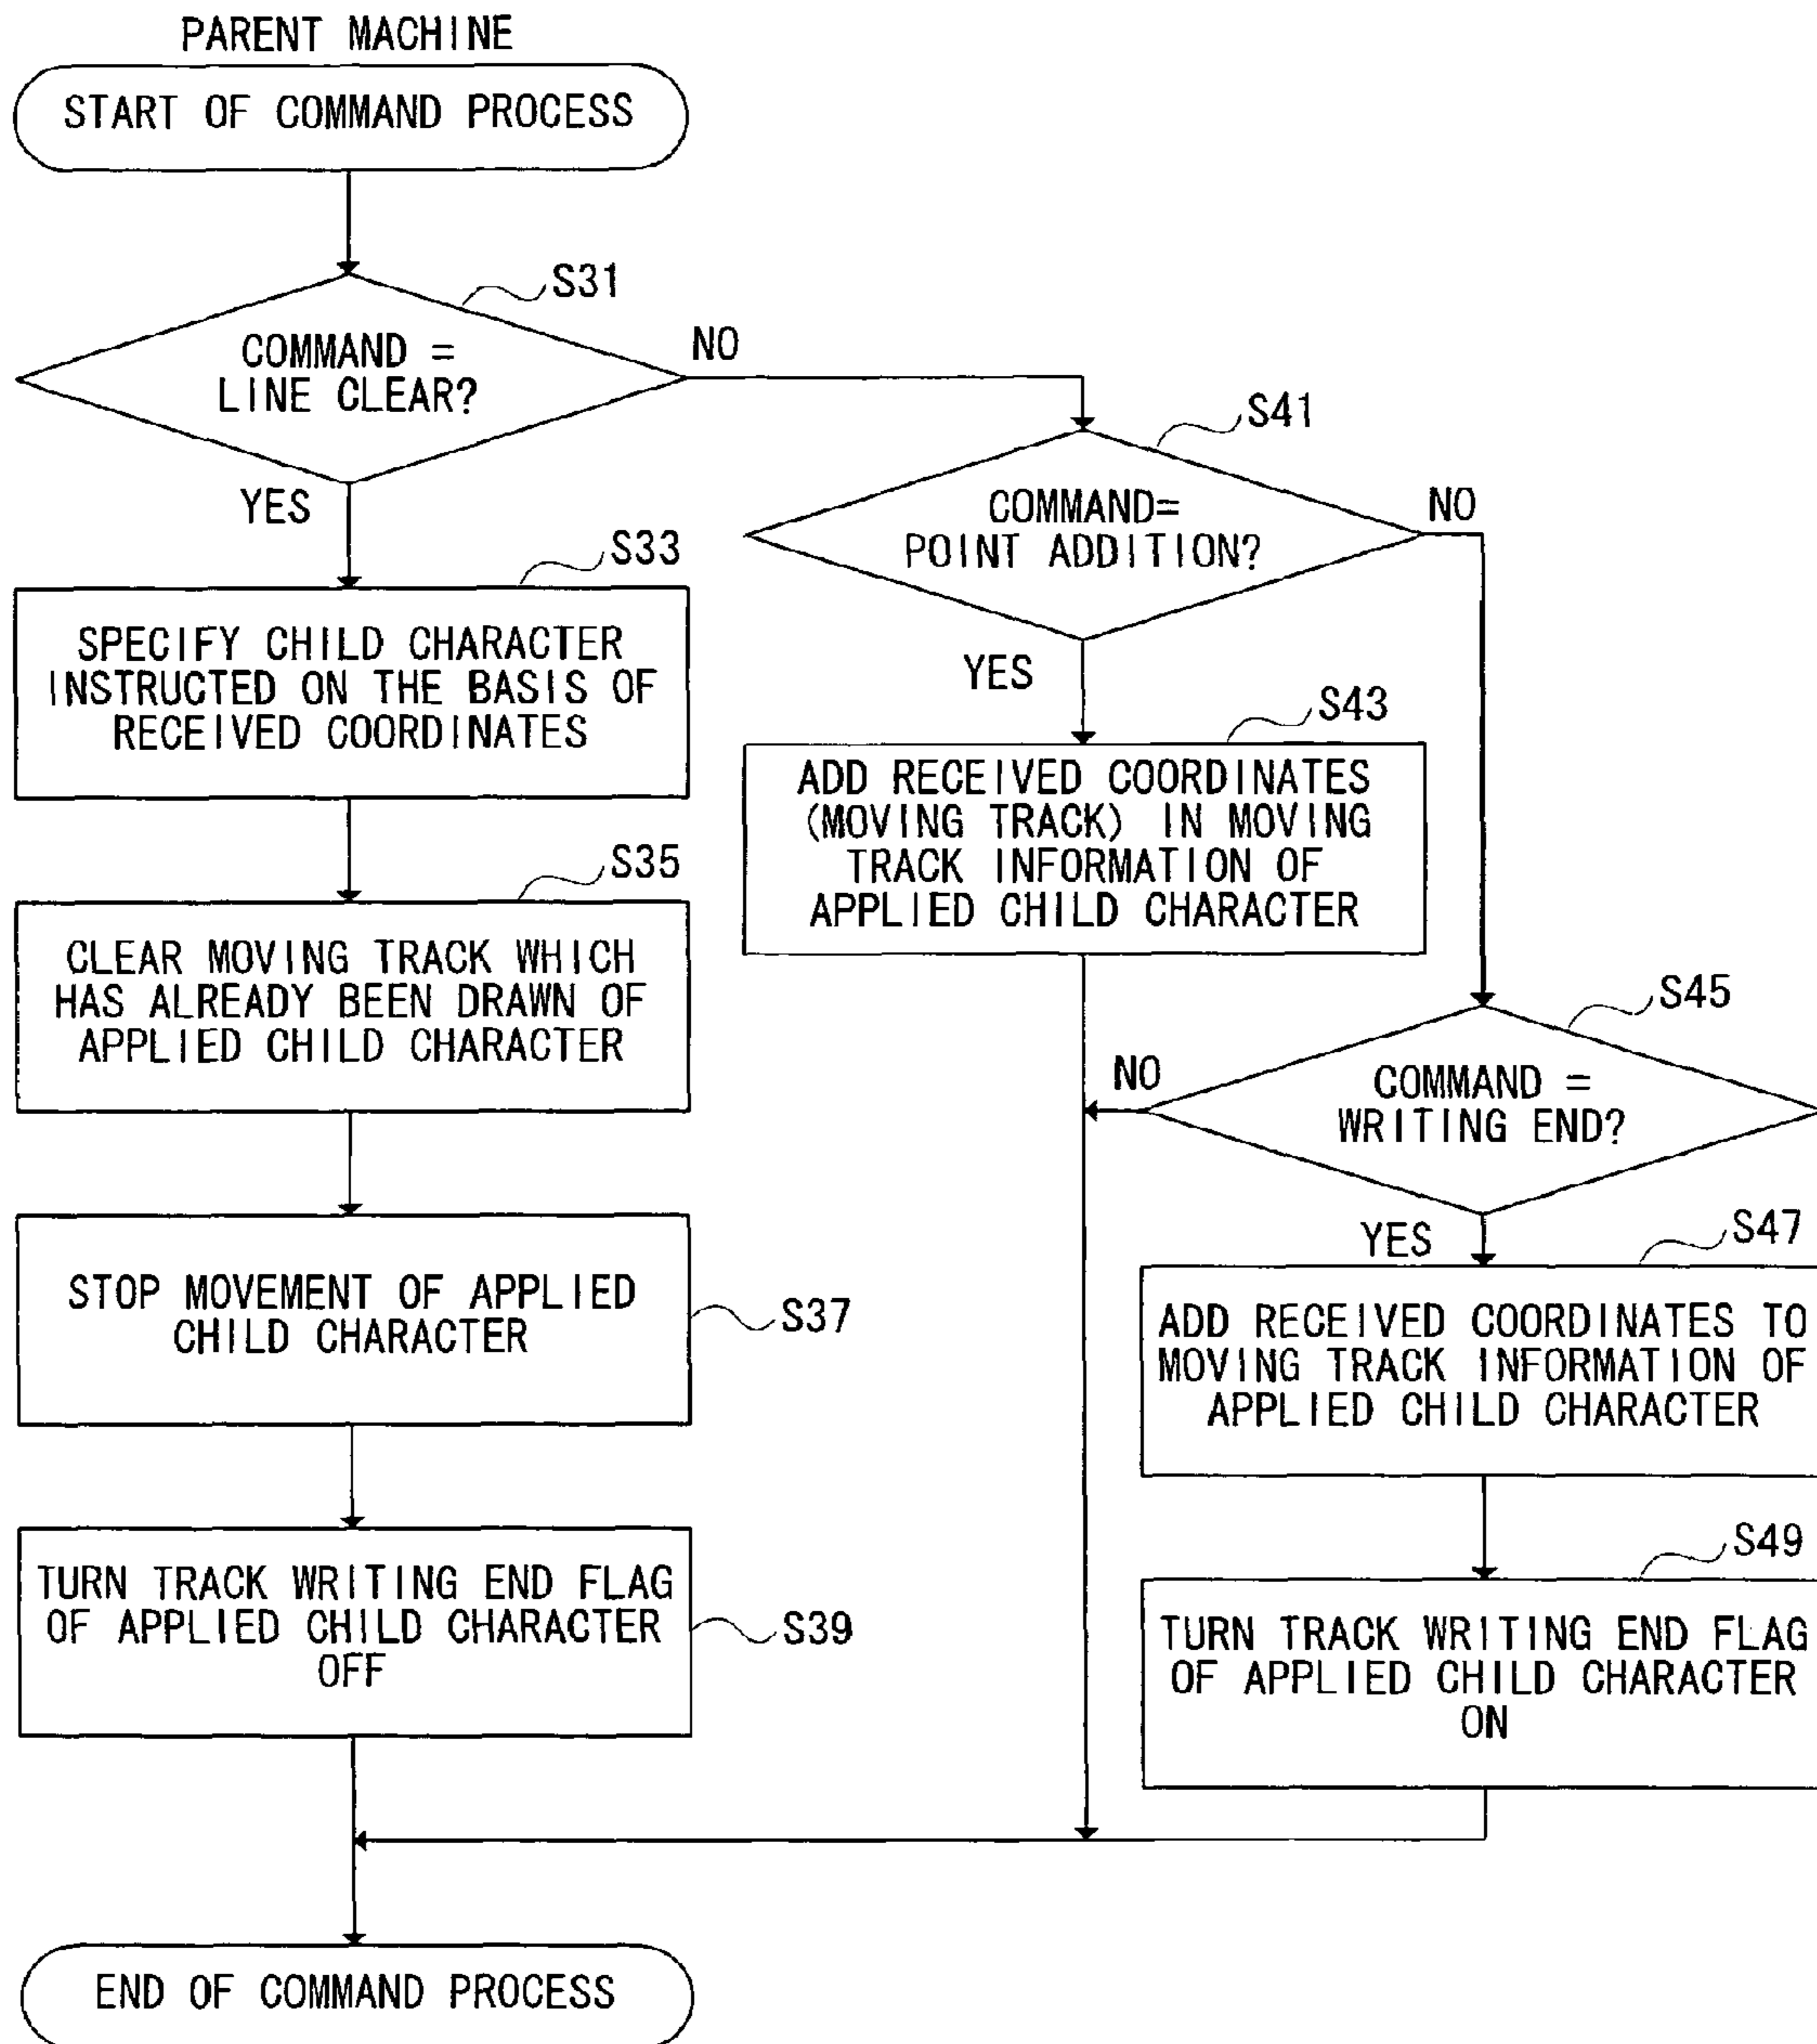 PARENT MACHINE
START OF COMMAND PROCESS
S31
COMMAND =
LINE CLEAR?
NO
YES
S33
SPECIFY CHILD CHARACTER
INSTRUCTED ON THE BASIS OF
RECEIVED COORDINATES
S35
CLEAR MOVING TRACK WHICH
HAS ALREADY BEEN DRAWN OF
APPLIED CHILD CHARACTER
STOP MOVEMENT OF APPLIED
CHILD CHARACTER
S37
TURN TRACK WRITING END FLAG
OF APPLIED CHILD CHARACTER
OFF
S39
S41
COMMAND=
POINT ADDITION?
NO
YES
S43
ADD RECEIVED COORDINATES
(MOVING TRACK) IN MOVING
TRACK INFORMATION OF
APPLIED CHILD CHARACTER
S45
COMMAND =
WRITING END?
NO
YES
S47
ADD RECEIVED COORDINATES TO
MOVING TRACK INFORMATION OF
APPLIED CHILD CHARACTER
S49
TURN TRACK WRITING END FLAG
OF APPLIED CHILD CHARACTER
ON
END OF COMMAND PROCESS